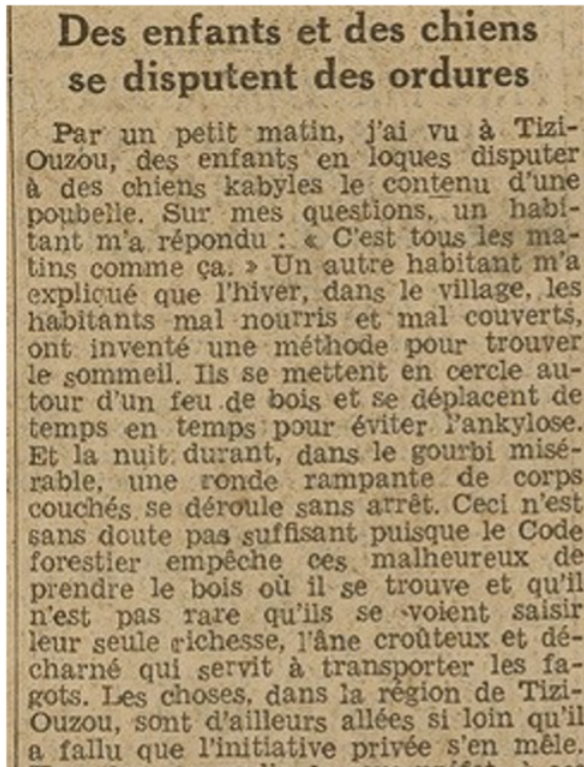 Des enfants et des chiens
se disputent des ordures
Par un petit matin, j'ai vu à Tizi-
Ouzou, des enfants en loques disputer
à des chiens kabyles le contenu d'une
poubelle. Sur mes questions, un habi-
tant m'a répondu : « C'est tous les ma-
tins comme ça. » Un autre habitant m'a
expliqué que l'hiver, dans le village, les
habitants mal nourris et mal couverts,
ont inventé une méthode pour trouver
le sommeil. Ils se mettent en cercle au-
tour d'un feu de bois et se déplacent de
temps en temps pour éviter l'ankylose.
Et la nuit durant, dans le gourbi misé-
rable, une ronde rampante de corps
couchés se déroule sans arrêt. Ceci n'est
sans doute pas suffisant puisque le Code
forestier empêche ces malheureux de
prendre le bois où il se trouve et qu'il
n'est pas rare qu'ils se voient saisir
leur seule richesse, l'âne croûteux et dé-
charné qui servit à transporter les fa-
gots. Les choses, dans la région de Tizi-
Ouzou, sont d'ailleurs allées si loin qu'il
a fallu que l'initiative privée s'en mêle.